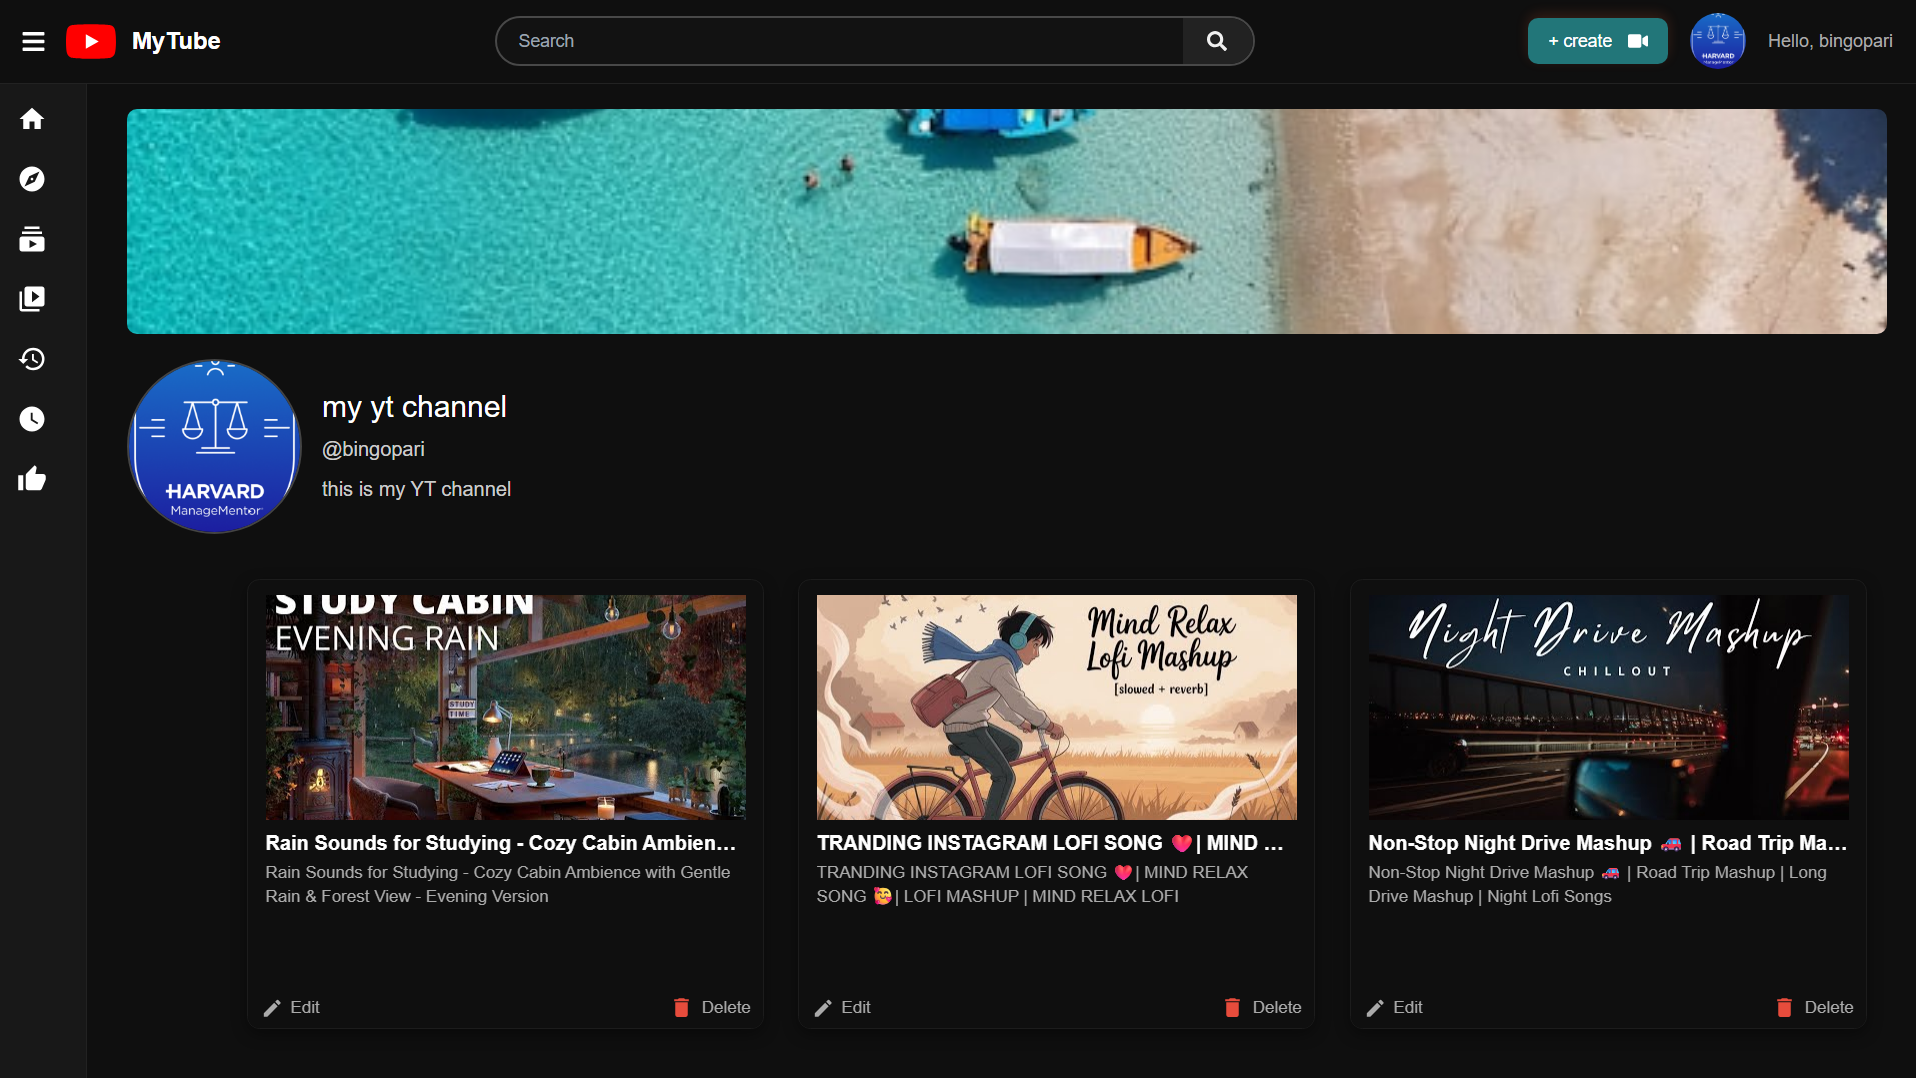 MyTube
Search
+ create
HARVARD
Hello, bingopari
HARVARD
ManageMentor
my yt channel
@bingopari
this is my YT channel
STUDY CABIN
EVENING RAIN
STUDY
TIME
Mind Relax
Lofi Mashup
[slowed + reverb]
Night Drive Mashup
CHILLOUT
Rain Sounds for Studying - Cozy Cabin Ambien...
Rain Sounds for Studying - Cozy Cabin Ambience with Gentle
Rain & Forest View - Evening Version
Edit
Delete
TRANDING INSTAGRAM LOFI SONG 💔| MIND ...
TRANDING INSTAGRAM LOFI SONG 💔| MIND RELAX
SONG 🥰| LOFI MASHUP | MIND RELAX LOFI
Edit
Delete
Non-Stop Night Drive Mashup 🚗 | Road Trip Ma...
Non-Stop Night Drive Mashup 🚗 | Road Trip Mashup | Long
Drive Mashup | Night Lofi Songs
Edit
Delete